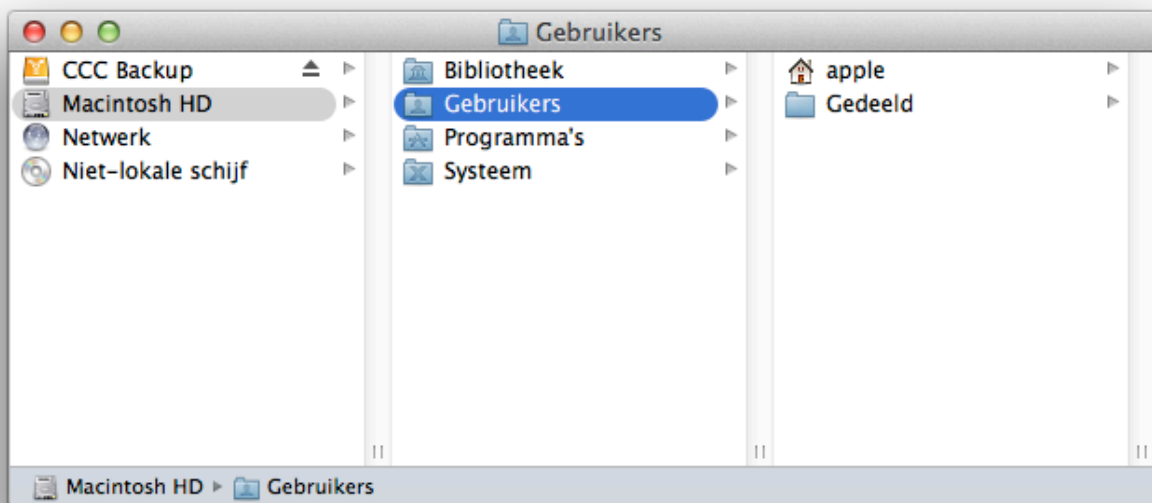 Gebruikers
CCC Backup
Macintosh HD
Netwerk
Niet-lokale schijf
Bibliotheek
Gebruikers
Programma's
Systeem
apple
Gedeeld
Macintosh HD ▸ Gebruikers